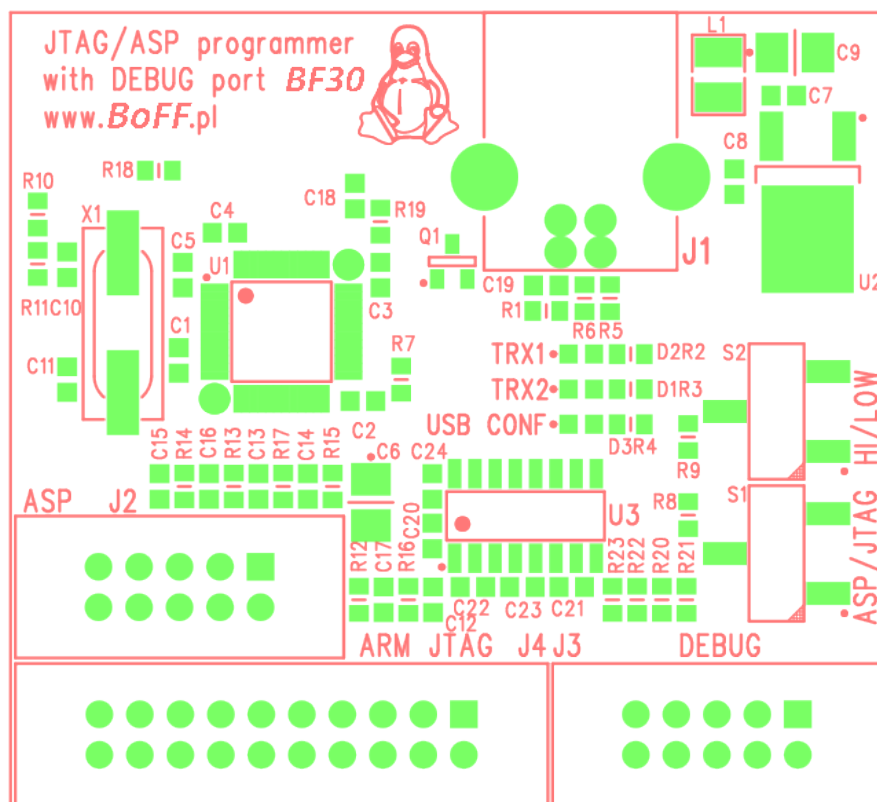 JTAG/ASP programmer
with DEBUG port BF30
www.BoFF.pl
L1
C9
C7
C8
U2
R18
R10
X1
C4
C5
U1
C18
R19
Q1
J1
C19
C3
R1
R6 R5
R11 C10
C1
C11
R7
TRX1 D2R2
TRX2 D1R3
USB CONF D3R4
S2
HI/LOW
R9
C15 R14 C16 R13 C13 R17 C14 R15
C2
C6
C24
S1
R8
ASP/JTAG
ASP J2
C20
U3
R12 C17 R16
R23 R22 R20 R21
C22 C23 C21
C12
ARM JTAG J4 J3 DEBUG